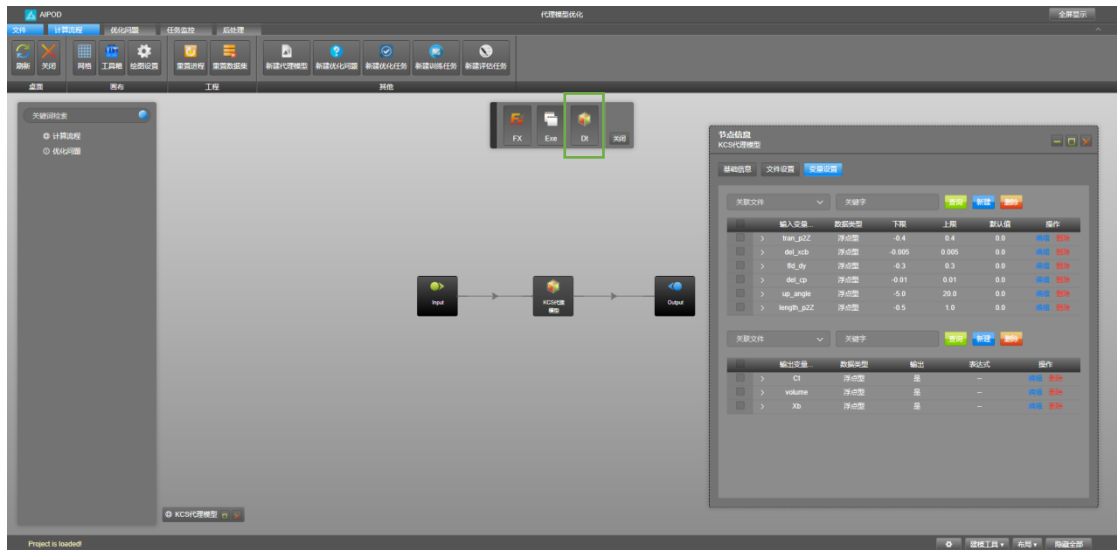 AIPOD 代理模型优化 全屏显示
文件 计算流程 优化问题 任务监控 后处理
刷新 关闭 网格 工具箱 绘图设置 重置进程 重置数据集 新建代理模型 新建优化问题 新建优化任务 新建训练任务 新建评估任务
桌面 画布 工程 其他
关键词检索
计算流程
优化问题
FX Exe Dt 关闭
Input
KCS代理
模型
Output
节点信息
KCS代理模型
基础信息 文件设置 变量设置
关联文件 关键字 查询 新建 删除
输入变量... 数据类型 下限 上限 默认值 操作
tran_p2Z 浮点型 -0.4 0.4 0.0 编辑 删除
del_xcb 浮点型 -0.005 0.005 0.0 编辑 删除
fld_dy 浮点型 -0.3 0.3 0.0 编辑 删除
del_cp 浮点型 -0.01 0.01 0.0 编辑 删除
up_angle 浮点型 -5.0 20.0 0.0 编辑 删除
length_p2Z 浮点型 -0.5 1.0 0.0 编辑 删除
关联文件 关键字 查询 新建 删除
输出变量... 数据类型 输出 表达式 操作
Ct 浮点型 是 -- 编辑 删除
volume 浮点型 是 -- 编辑 删除
Xb 浮点型 是 -- 编辑 删除
KCS代理模型
Project is loaded! 建模工具 布局 隐藏全部